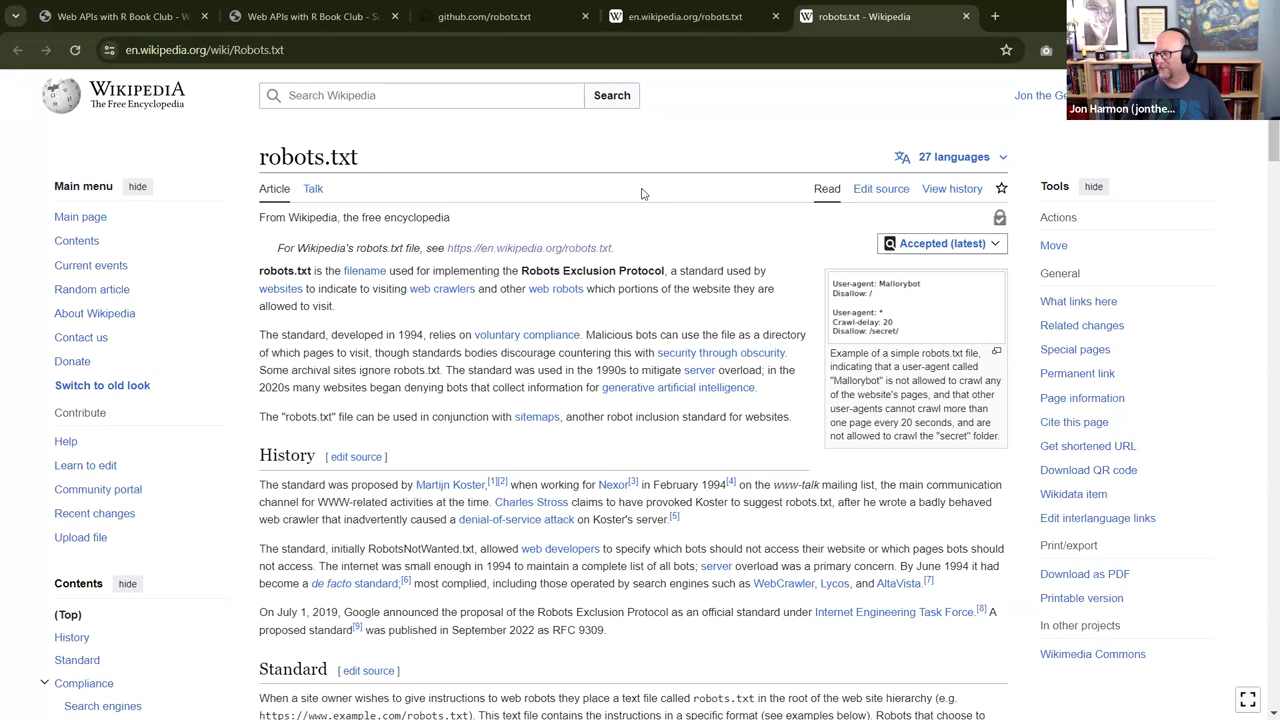 Web APIs with R Book Club - W
Web APIs with R Book Club - S
github.com/robots.txt
en.wikipedia.org/robots.txt
robots.txt - Wikipedia
en.wikipedia.org/wiki/Robots.txt
WIKIPEDIA
The Free Encyclopedia
Search Wikipedia
Search
Jon the Ge
Jon Harmon (jonthe...
robots.txt
27 languages
Article
Talk
Read
Edit source
View history
From Wikipedia, the free encyclopedia
For Wikipedia's robots.txt file, see https://en.wikipedia.org/robots.txt.
Accepted (latest)
robots.txt is the filename used for implementing the Robots Exclusion Protocol, a standard used by
websites to indicate to visiting web crawlers and other web robots which portions of the website they are
allowed to visit.
The standard, developed in 1994, relies on voluntary compliance. Malicious bots can use the file as a directory
of which pages to visit, though standards bodies discourage countering this with security through obscurity.
Some archival sites ignore robots.txt. The standard was used in the 1990s to mitigate server overload; in the
2020s many websites began denying bots that collect information for generative artificial intelligence.
The "robots.txt" file can be used in conjunction with sitemaps, another robot inclusion standard for websites.
User-agent: Mallorybot
Disallow: /
User-agent: *
Crawl-delay: 20
Disallow: /secret/
Example of a simple robots.txt file,
indicating that a user-agent called
"Mallorybot" is not allowed to crawl any
of the website's pages, and that other
user-agents cannot crawl more than
one page every 20 seconds, and are
not allowed to crawl the "secret" folder.
History [ edit source ]
The standard was proposed by Martijn Koster,[1][2] when working for Nexor[3] in February 1994[4] on the www-talk mailing list, the main communication
channel for WWW-related activities at the time. Charles Stross claims to have provoked Koster to suggest robots.txt, after he wrote a badly behaved
web crawler that inadvertently caused a denial-of-service attack on Koster's server.[5]
The standard, initially RobotsNotWanted.txt, allowed web developers to specify which bots should not access their website or which pages bots should
not access. The internet was small enough in 1994 to maintain a complete list of all bots; server overload was a primary concern. By June 1994 it had
become a de facto standard;[6] most complied, including those operated by search engines such as WebCrawler, Lycos, and AltaVista.[7]
On July 1, 2019, Google announced the proposal of the Robots Exclusion Protocol as an official standard under Internet Engineering Task Force.[8] A
proposed standard[9] was published in September 2022 as RFC 9309.
Standard [ edit source ]
When a site owner wishes to give instructions to web robots they place a text file called robots.txt in the root of the web site hierarchy (e.g.
https://www.example.com/robots.txt). This text file contains the instructions in a specific format (see examples below). Robots that choose to
Main menu hide
Main page
Contents
Current events
Random article
About Wikipedia
Contact us
Donate
Switch to old look
Contribute
Help
Learn to edit
Community portal
Recent changes
Upload file
Contents hide
(Top)
History
Standard
Compliance
Search engines
Tools hide
Actions
Move
General
What links here
Related changes
Special pages
Permanent link
Page information
Cite this page
Get shortened URL
Download QR code
Wikidata item
Edit interlanguage links
Print/export
Download as PDF
Printable version
In other projects
Wikimedia Commons